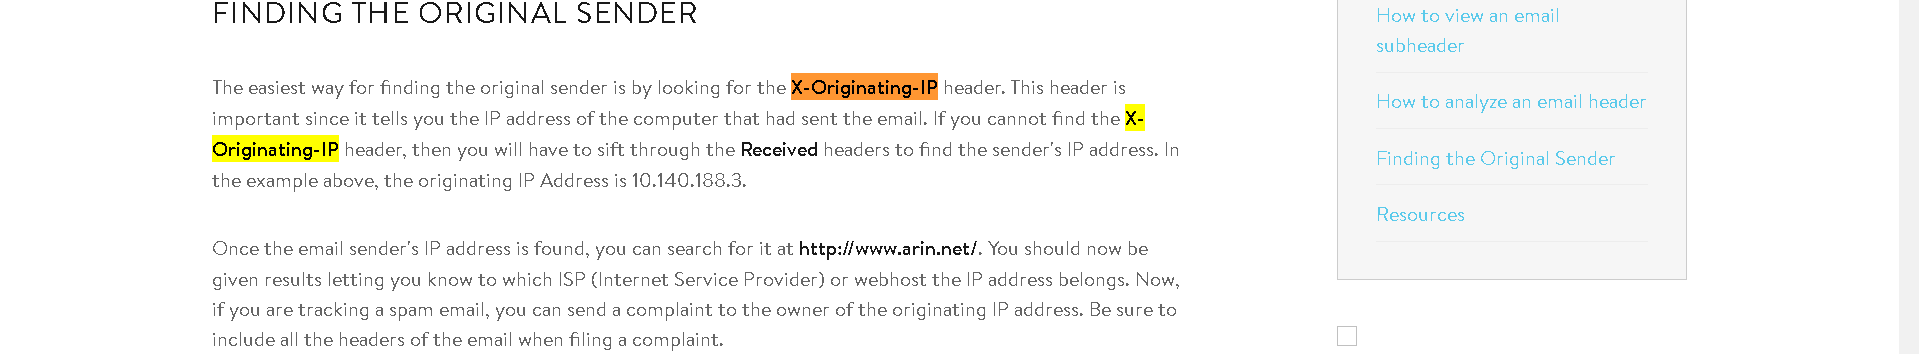 FINDING THE ORIGINAL SENDER
The easiest way for finding the original sender is by looking for the X-Originating-IP header. This header is
important since it tells you the IP address of the computer that had sent the email. If you cannot find the X-
Originating-IP header, then you will have to sift through the Received headers to find the sender's IP address. In
the example above, the originating IP Address is 10.140.188.3.
Once the email sender's IP address is found, you can search for it at http://www.arin.net/. You should now be
given results letting you know to which ISP (Internet Service Provider) or webhost the IP address belongs. Now,
if you are tracking a spam email, you can send a complaint to the owner of the originating IP address. Be sure to
include all the headers of the email when filing a complaint.
How to view an email
subheader
How to analyze an email header
Finding the Original Sender
Resources